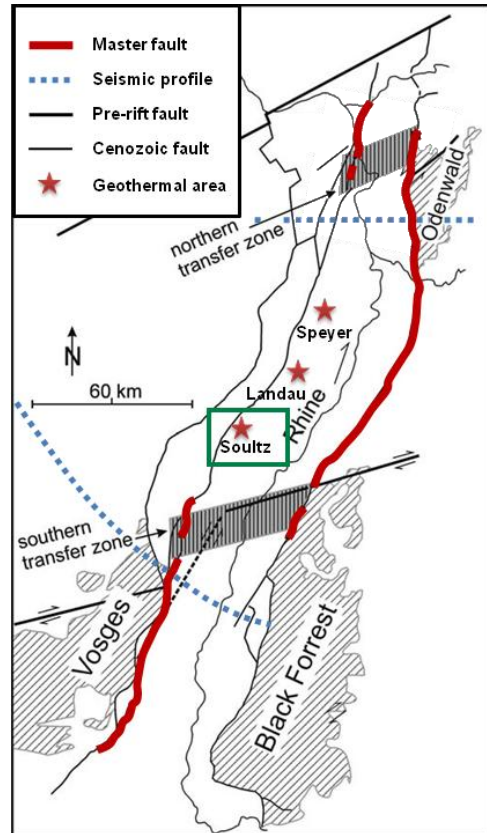 Master fault
Seismic profile
Pre-rift fault
Cenozoic fault
Geothermal area
northern
transfer zone
Odenwald
Speyer
N
60 km
Landau
Rhine
Soultz
southern
transfer zone
Vosges
Black Forrest